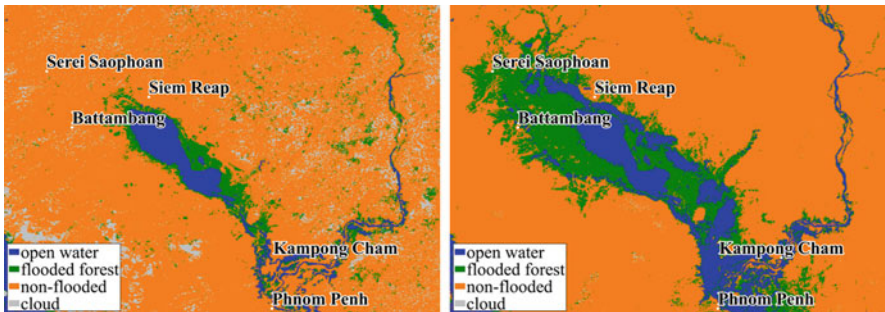 Serei Saophoan
Siem Reap
Battambang
Kampong Cham
Phnom Penh
open water
flooded forest
non-flooded
cloud
Serei Saophoan
Siem Reap
Battambang
Kampong Cham
Phnom Penh
open water
flooded forest
non-flooded
cloud